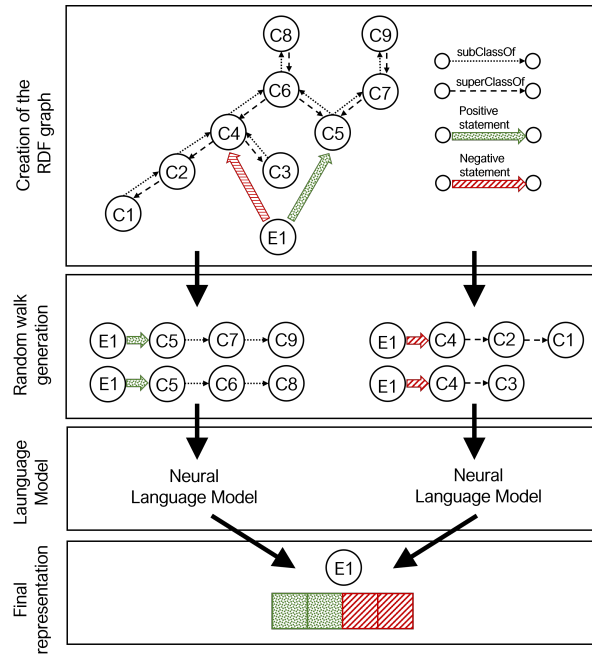 Creation of the
RDF graph
C8
C9
C6
C7
C4
C5
C2
C3
C1
E1
subClassOf
superClassOf
Positive
statement
Negative
statement
Random walk
generation
E1 C5 C7 C9
E1 C5 C6 C8
E1 C4 C2 C1
E1 C4 C3
Launguage
Model
Neural
Language Model
Neural
Language Model
Final
representation
E1